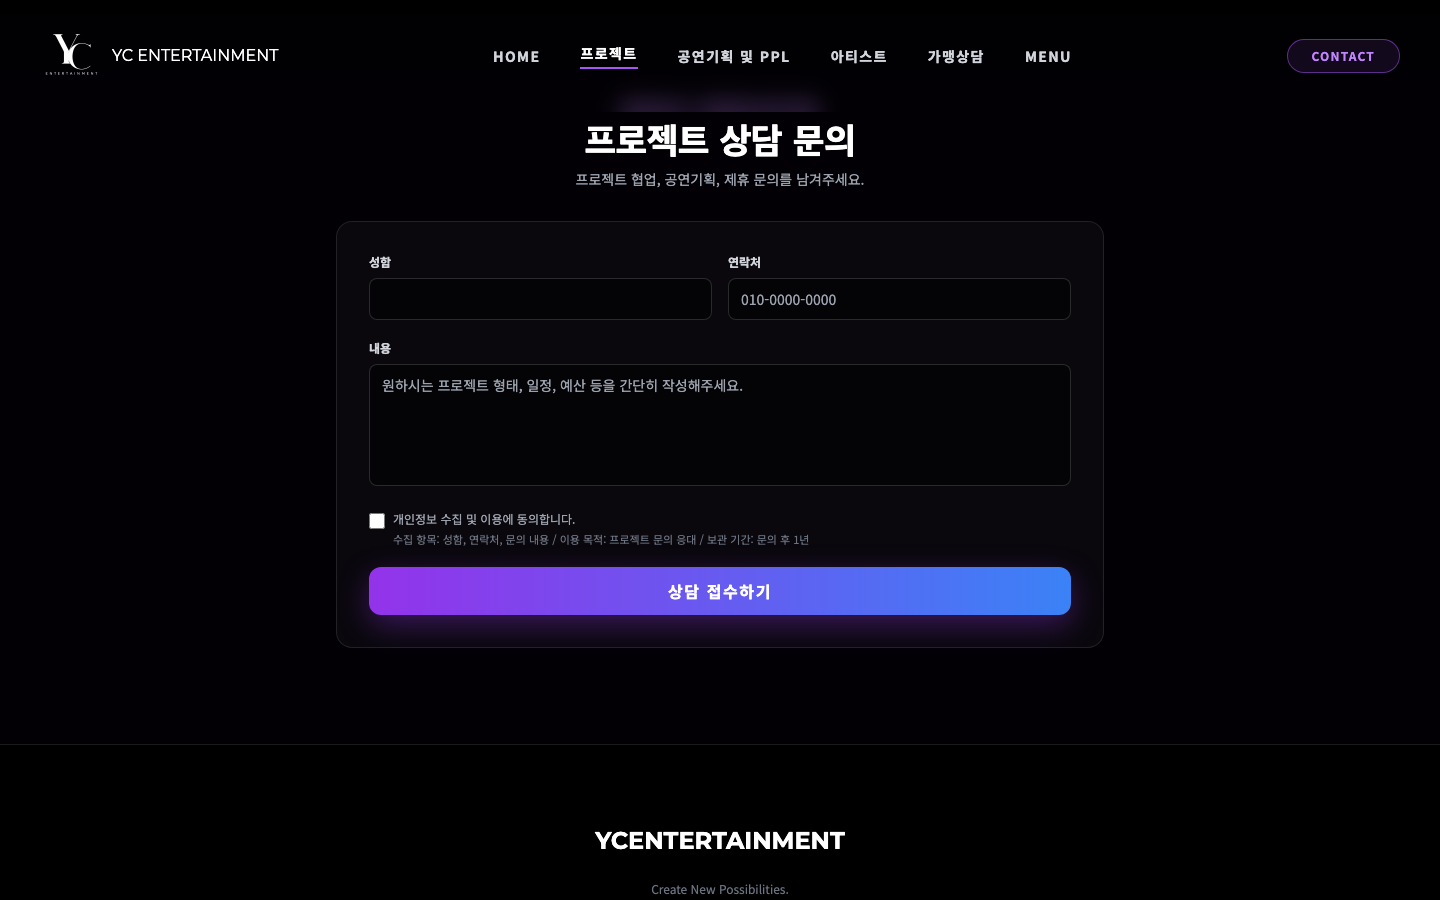 YC
ENTERTAINMENT
YC ENTERTAINMENT
HOME
프로젝트
공연기획 및 PPL
아티스트
가맹상담
MENU
CONTACT
프로젝트 상담 문의
프로젝트 협업, 공연기획, 제휴 문의를 남겨주세요.
성함
연락처
010-0000-0000
내용
원하시는 프로젝트 형태, 일정, 예산 등을 간단히 작성해주세요.
개인정보 수집 및 이용에 동의합니다.
수집 항목: 성함, 연락처, 문의 내용 / 이용 목적: 프로젝트 문의 응대 / 보관 기간: 문의 후 1년
상담 접수하기
YCENTERTAINMENT
Create New Possibilities.